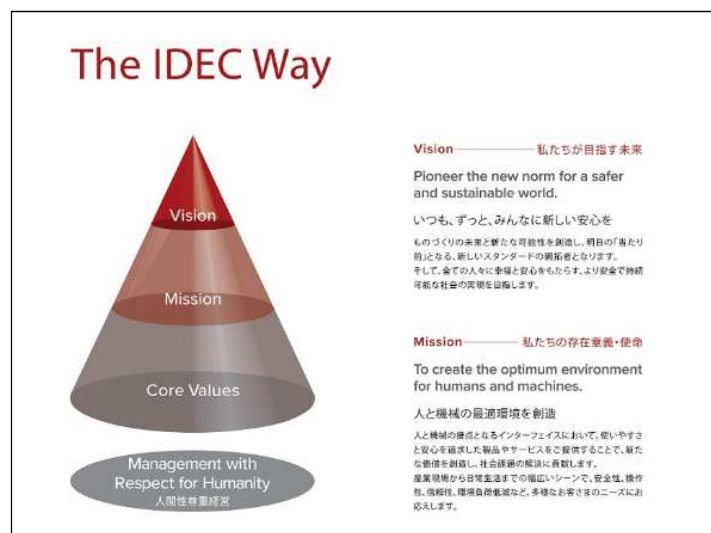 The IDEC Way
Vision
Mission
Core Values
Management with
Respect for Humanity
人間性尊重経営
Vision 私たちが目指す未来
Pioneer the new norm for a safer
and sustainable world.
いつも、ずっと、みんなに新しい安心を
ものづくりの未来と新たな可能性を創造し、明日の「当たり
前」となる、新しいスタンダードの開拓者となります。
そして、全ての人々に幸福と安心をもたらす、より安全で持続
可能な社会の実現を目指します。
Mission 私たちの存在意義・使命
To create the optimum environment
for humans and machines.
人と機械の最適環境を創造
人と機械の接点となるインターフェイスにおいて、使いやすさ
と安心を追求した製品やサービスをご提供することで、新た
な価値を創造し、社会課題の解決に貢献します。
産業現場から日常生活までの幅広いシーンで、安全性、操作
性、信頼性、環境負荷低減など、多様なお客さまのニーズにお
応えします。